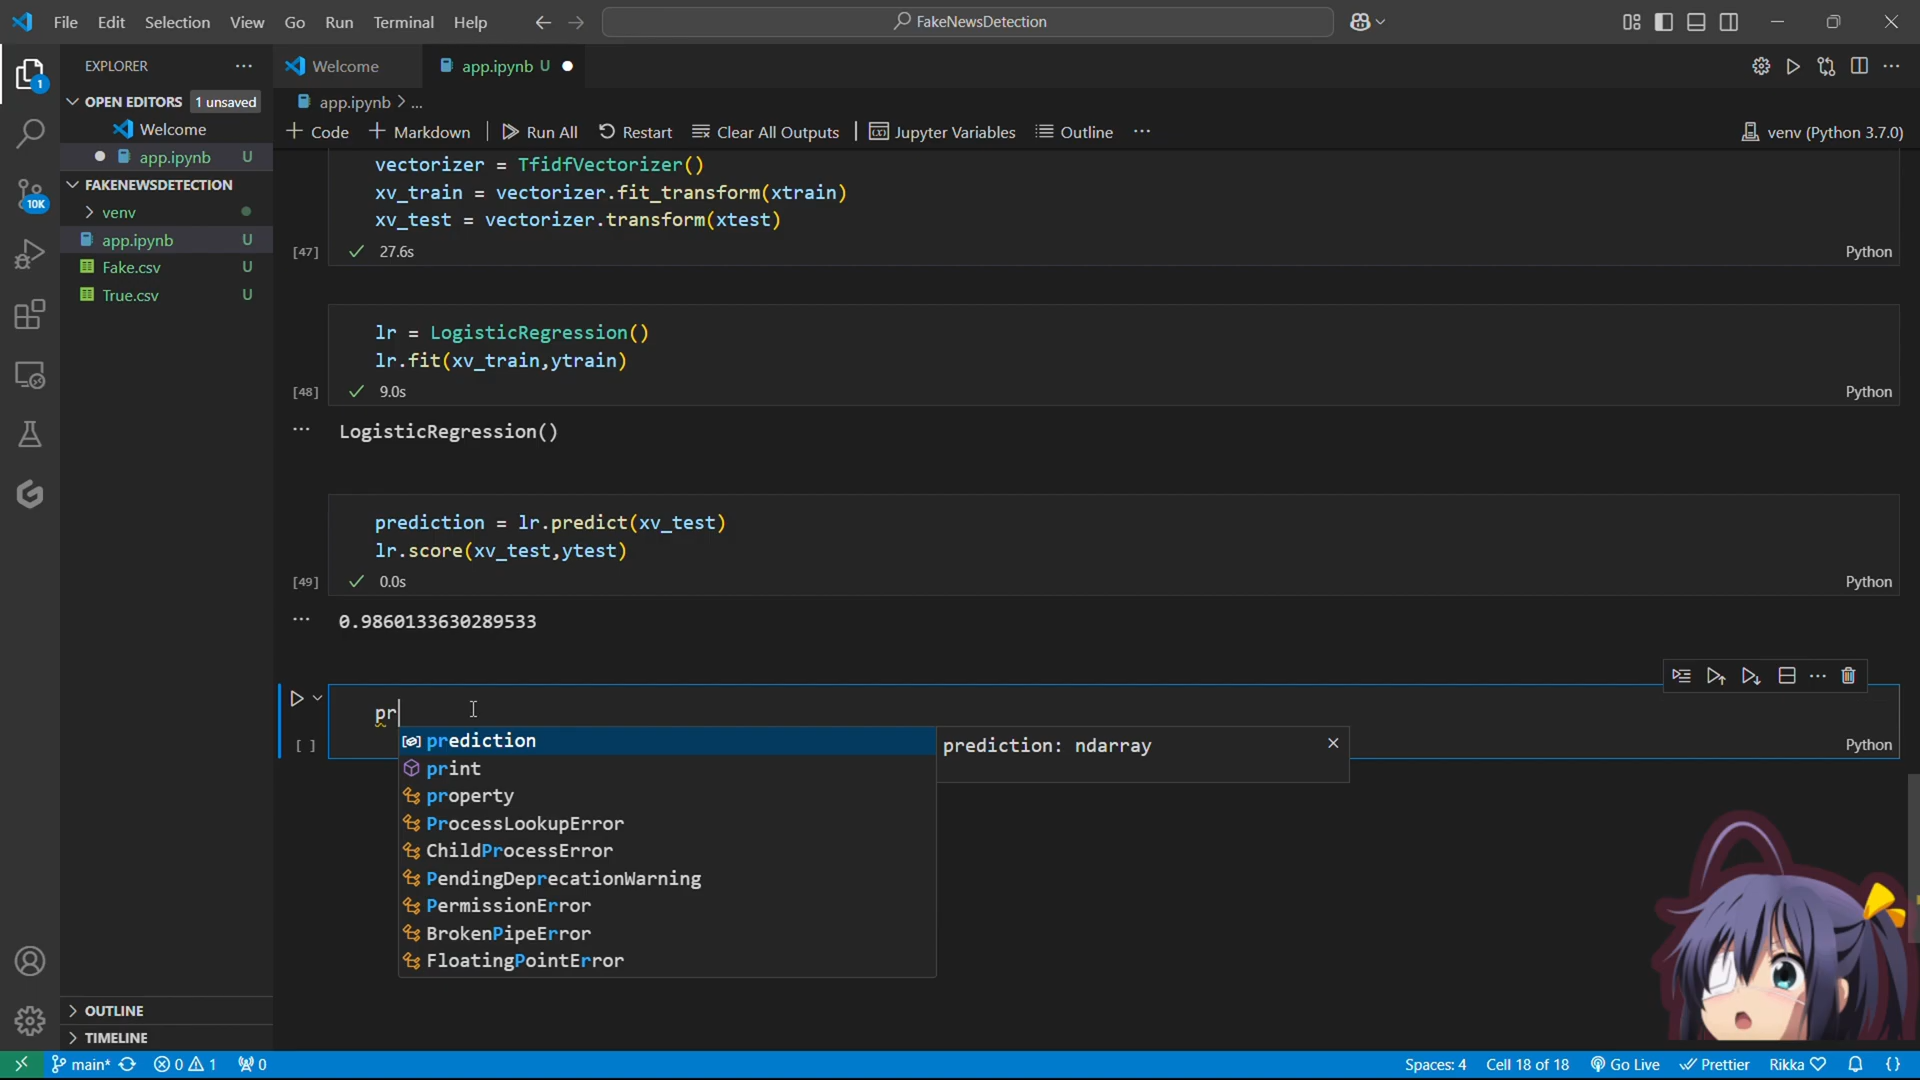 File Edit Selection View Go Run Terminal Help
FakeNewsDetection
EXPLORER
Welcome
app.ipynb U
OPEN EDITORS 1 unsaved
Welcome
app.ipynb U
FAKENEWSDETECTION
venv
app.ipynb U
Fake.csv U
True.csv U
1
10K
app.ipynb > ...
Code Markdown Run All Restart Clear All Outputs Jupyter Variables Outline ...
venv (Python 3.7.0)
vectorizer = TfidfVectorizer()
xv_train = vectorizer.fit_transform(xtrain)
xv_test = vectorizer.transform(xtest)
[47] 27.6s Python
lr = LogisticRegression()
lr.fit(xv_train,ytrain)
[48] 9.0s Python
LogisticRegression()
prediction = lr.predict(xv_test)
lr.score(xv_test,ytest)
[49] 0.0s Python
0.9860133630289533
pr
[ ] Python
prediction
prediction: ndarray
print
property
ProcessLookupError
ChildProcessError
PendingDeprecationWarning
PermissionError
BrokenPipeError
FloatingPointError
OUTLINE
TIMELINE
main* 0 1 0
Spaces: 4 Cell 18 of 18 Go Live Prettier Rikka